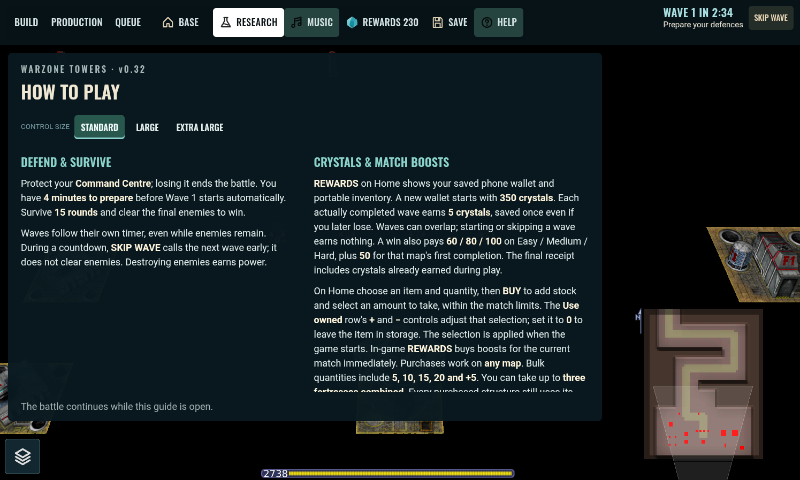 BUILD PRODUCTION QUEUE BASE RESEARCH MUSIC REWARDS 230 SAVE HELP
WAVE 1 IN 2:34
Prepare your defences
SKIP WAVE
WARZONE TOWERS · v0.32
HOW TO PLAY
CONTROL SIZE STANDARD LARGE EXTRA LARGE
DEFEND & SURVIVE
Protect your Command Centre; losing it ends the battle. You
have 4 minutes to prepare before Wave 1 starts automatically.
Survive 15 rounds and clear the final enemies to win.
Waves follow their own timer, even while enemies remain.
During a countdown, SKIP WAVE calls the next wave early; it
does not clear enemies. Destroying enemies earns power.
CRYSTALS & MATCH BOOSTS
REWARDS on Home shows your saved phone wallet and
portable inventory. A new wallet starts with 350 crystals. Each
actually completed wave earns 5 crystals, saved once even if
you later lose. Waves can overlap; starting or skipping a wave
earns nothing. A win also pays 60 / 80 / 100 on Easy / Medium /
Hard, plus 50 for that map's first completion. The final receipt
includes crystals already earned during play.
On Home choose an item and quantity, then BUY to add stock
and select an amount to take, within the match limits. The Use
owned row's + and − controls adjust that selection; set it to 0 to
leave the item in storage. The selection is applied when the
game starts. In-game REWARDS buys boosts for the current
match immediately. Purchases work on any map. Bulk
quantities include 5, 10, 15, 20 and +5. You can take up to three
fortresses combined. Every purchased structure still uses its
The battle continues while this guide is open.
F1
N
2738